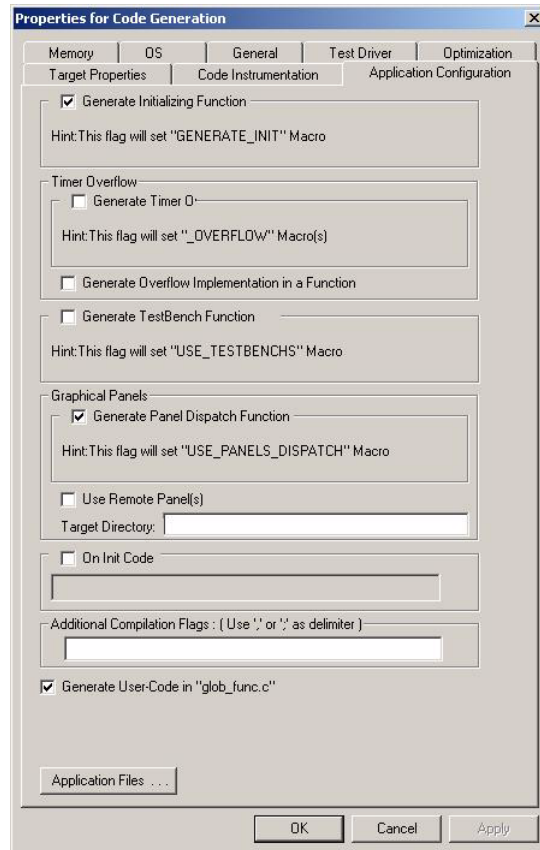 Properties for Code Generation
Memory OS General Test Driver Optimization
Target Properties Code Instrumentation Application Configuration
Generate Initializing Function
Hint:This flag will set "GENERATE_INIT" Macro
Timer Overflow
Generate Timer O
Hint:This flag will set "_OVERFLOW" Macro(s)
Generate Overflow Implementation in a Function
Generate TestBench Function
Hint:This flag will set "USE_TESTBENCHS" Macro
Graphical Panels
Generate Panel Dispatch Function
Hint:This flag will set "USE_PANELS_DISPATCH" Macro
Use Remote Panel(s)
Target Directory:
On Init Code
Additional Compilation Flags : ( Use ',' or ';' as delimiter )
Generate User-Code in "glob_func.c"
Application Files . . .
OK Cancel Apply